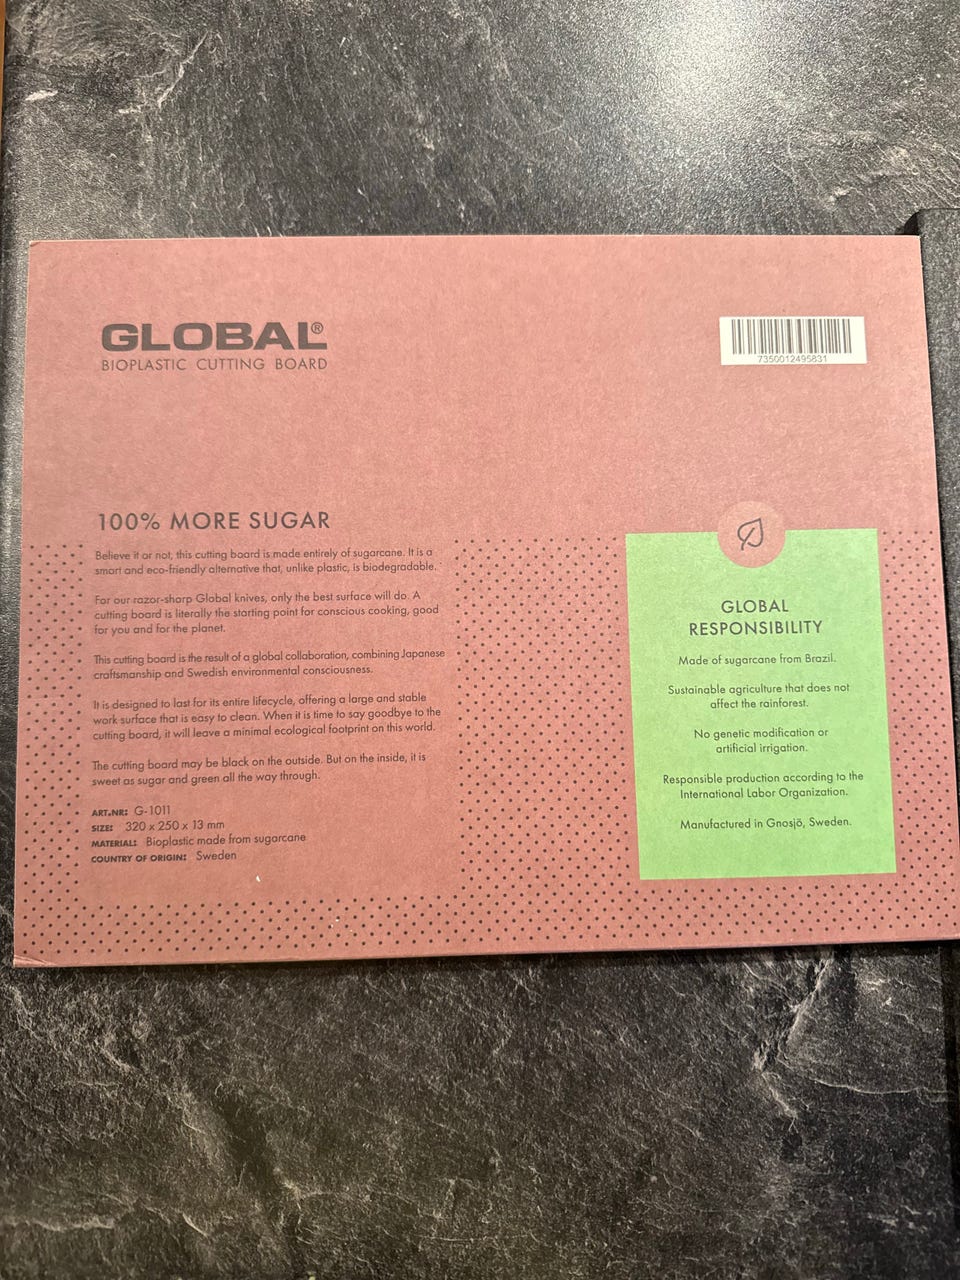 GLOBAL®
BIOPLASTIC CUTTING BOARD
7350012495831
100% MORE SUGAR
Believe it or not, this cutting board is made entirely of sugarcane. It is a
smart and eco-friendly alternative that, unlike plastic, is biodegradable.
For our razor-sharp Global knives, only the best surface will do. A
cutting board is literally the starting point for conscious cooking, good
for you and for the planet.
This cutting board is the result of a global collaboration, combining Japanese
craftsmanship and Swedish environmental consciousness.
It is designed to last for its entire lifecycle, offering a large and stable
work surface that is easy to clean. When it is time to say goodbye to the
cutting board, it will leave a minimal ecological footprint on this world.
The cutting board may be black on the outside. But on the inside, it is
sweet as sugar and green all the way through.
ART.NR: G-1011
SIZE: 320 x 250 x 13 mm
MATERIAL: Bioplastic made from sugarcane
COUNTRY OF ORIGIN: Sweden
GLOBAL
RESPONSIBILITY
Made of sugarcane from Brazil.
Sustainable agriculture that does not
affect the rainforest.
No genetic modification or
artificial irrigation.
Responsible production according to the
International Labor Organization.
Manufactured in Gnosjö, Sweden.